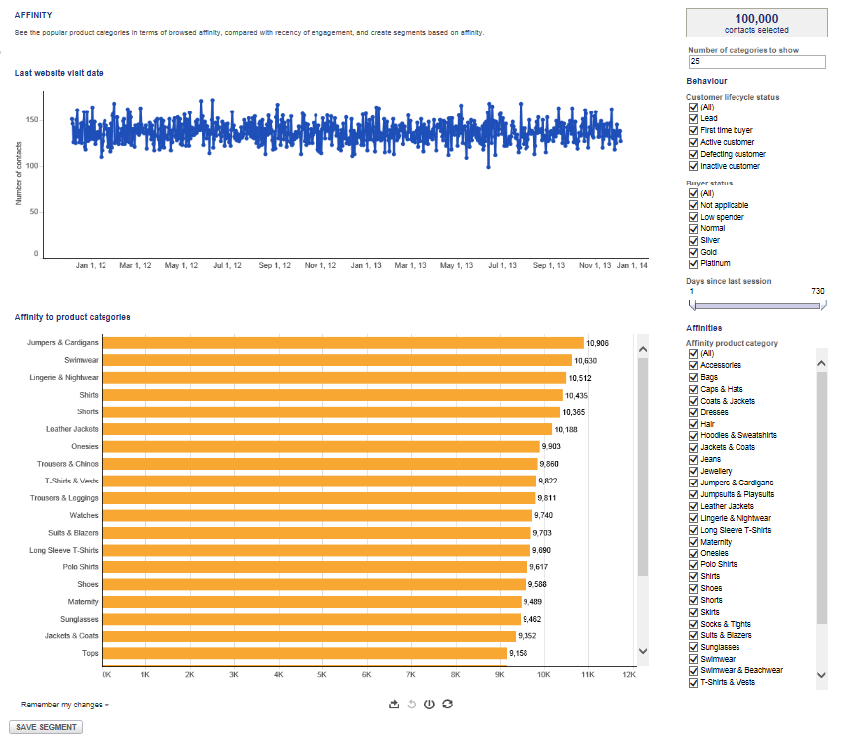 AFFINITY
See the popular product categories in terms of browsed affinity, compared with recency of engagement, and create segments based on affinity.
Last website visit date
Number of contacts
150
100
50
0
Jan 1, 12 Mar 1, 12 May 1, 12 Jul 1, 12 Sep 1, 12 Nov 1, 12 Jan 1, 13 Mar 1, 13 May 1, 13 Jul 1, 13 Sep 1, 13 Nov 1, 13 Jan 1, 14
Affinity to product categories
Jumpers & Cardigans 10,906
Swimwear 10,630
Lingerie & Nightwear 10,512
Shirts 10,435
Shorts 10,365
Leather Jackets 10,188
Onesies 9,903
Trousers & Chinos 9,860
T-Shirts & Vests 9,822
Trousers & Leggings 9,811
Watches 9,740
Suits & Blazers 9,703
Long Sleeve T-Shirts 9,690
Polo Shirts 9,617
Shoes 9,588
Maternity 9,489
Sunglasses 9,462
Jackets & Coats 9,352
Tops 9,158
0K 1K 2K 3K 4K 5K 6K 7K 8K 9K 10K 11K 12K
Remember my changes
SAVE SEGMENT
100,000
contacts selected
Number of categories to show
25
Behaviour
Customer lifecycle status
(All)
Lead
First time buyer
Active customer
Defecting customer
Inactive customer
Buyer status
(All)
Not applicable
Low spender
Normal
Silver
Gold
Platinum
Days since last session
1 730
Affinities
Affinity product category
(All)
Accessories
Bags
Caps & Hats
Coats & Jackets
Dresses
Hair
Hoodies & Sweatshirts
Jackets & Coats
Jeans
Jewellery
Jumpers & Cardigans
Jumpsuits & Playsuits
Leather Jackets
Lingerie & Nightwear
Long Sleeve T-Shirts
Maternity
Onesies
Polo Shirts
Shirts
Shoes
Shorts
Skirts
Socks & Tights
Suits & Blazers
Sunglasses
Swimwear
Swimwear & Beachwear
T-Shirts & Vests